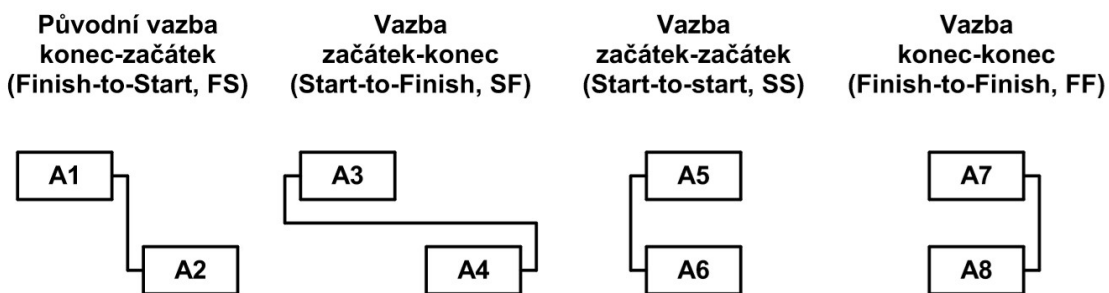 Původní vazba
konec-začátek
(Finish-to-Start, FS)
Vazba
začátek-konec
(Start-to-Finish, SF)
Vazba
začátek-začátek
(Start-to-start, SS)
Vazba
konec-konec
(Finish-to-Finish, FF)
A1
A2
A3
A4
A5
A6
A7
A8